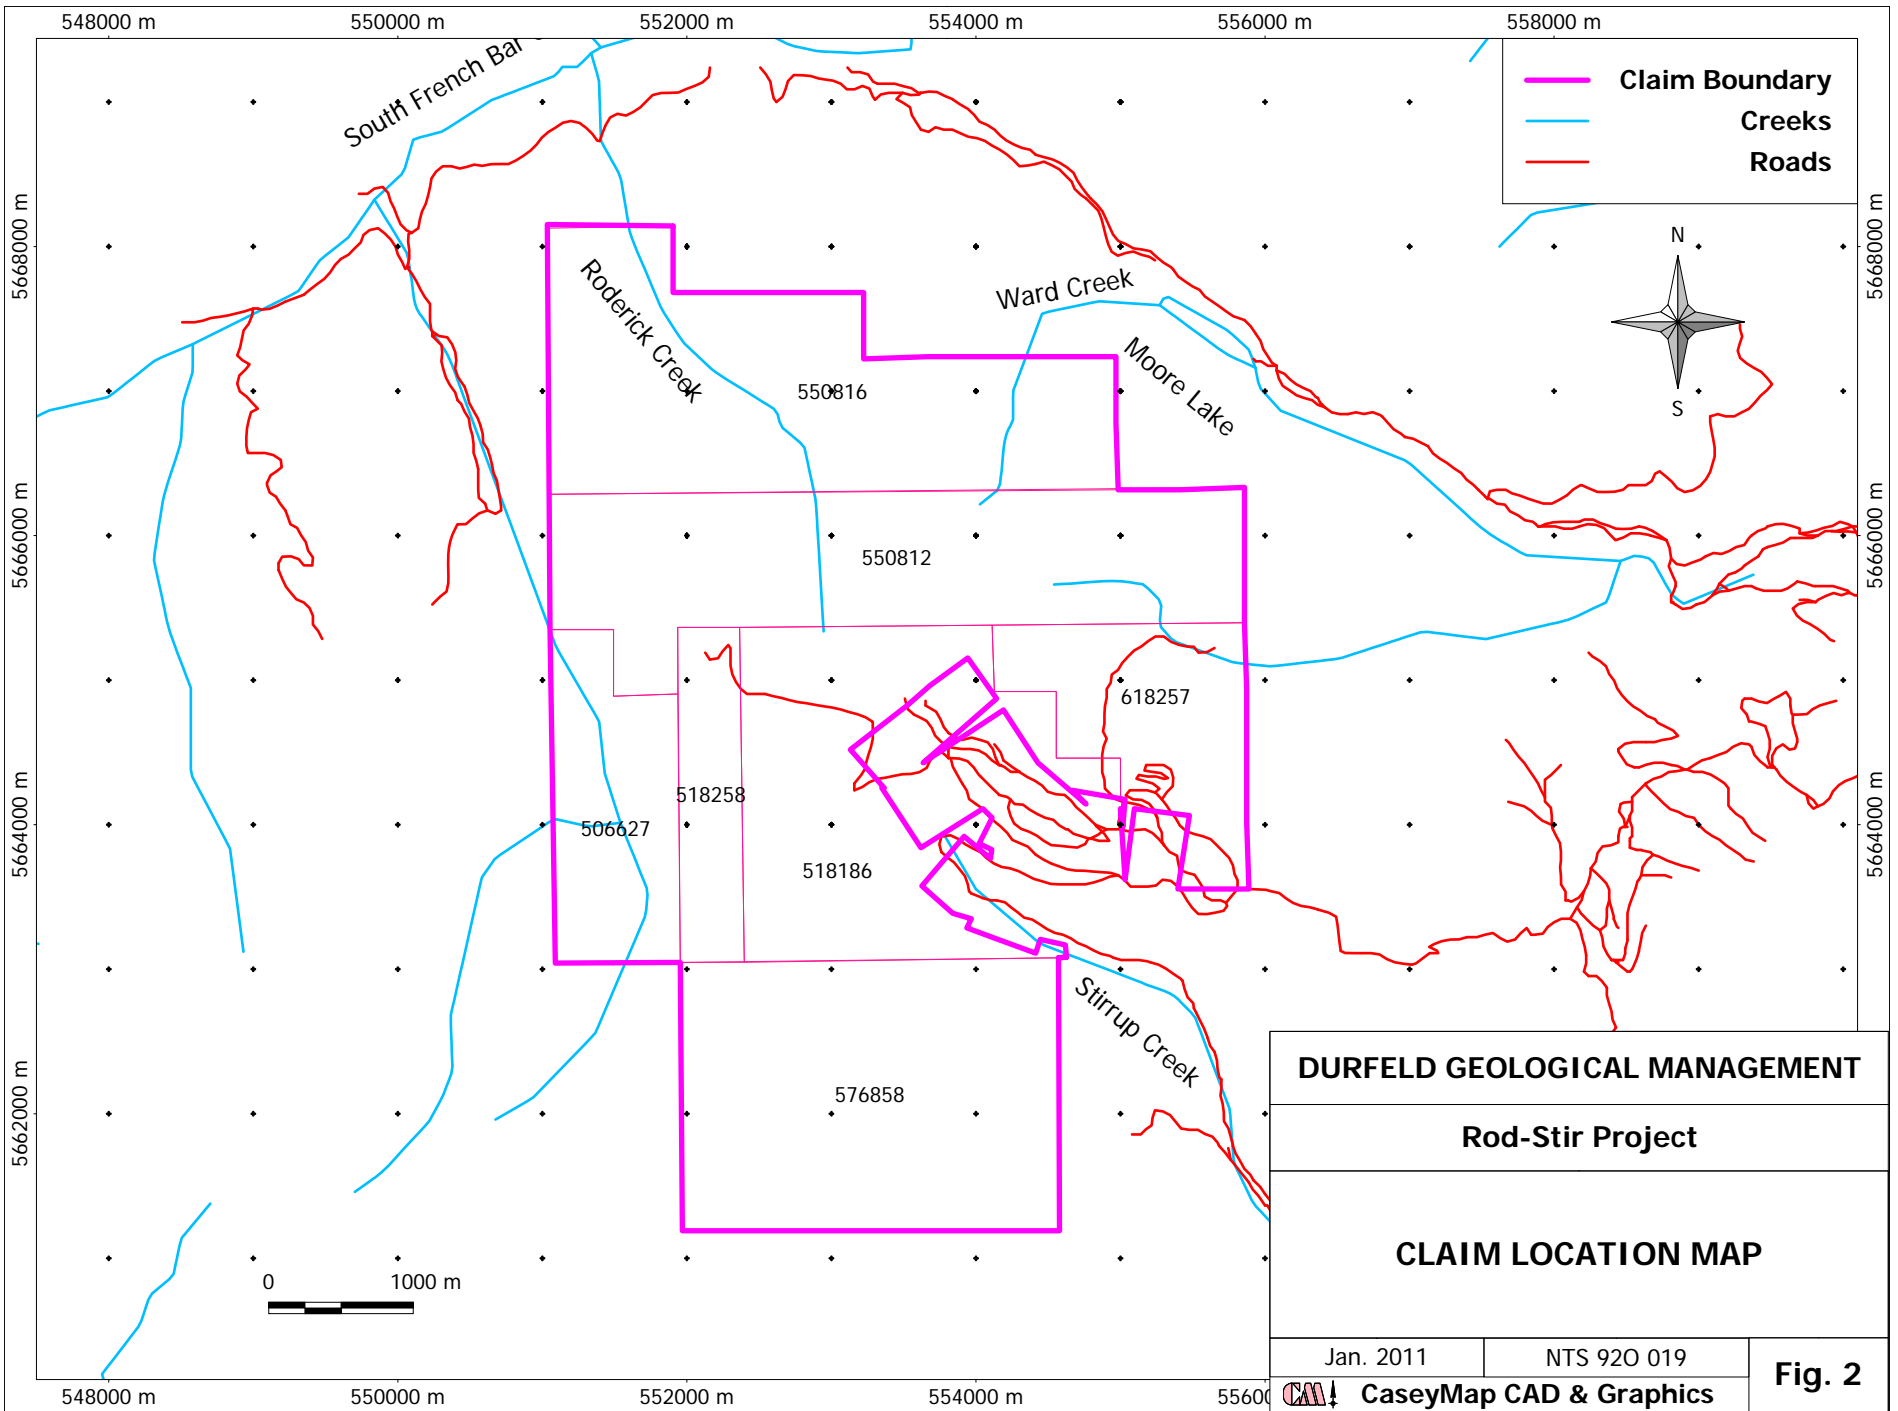 548000 m
550000 m
552000 m
554000 m
556000 m
558000 m
South French Bar
Claim Boundary
Creeks
Roads
N
S
5668000 m
5668000 m
Roderick Creek
Ward Creek
Moore Lake
550816
5666000 m
5666000 m
550812
618257
518258
506627
518186
5664000 m
5664000 m
Stirrup Creek
576858
5662000 m
0 1000 m
DURFELD GEOLOGICAL MANAGEMENT
Rod-Stir Project
CLAIM LOCATION MAP
Jan. 2011
NTS 92O 019
Fig. 2
CaseyMap CAD & Graphics
548000 m
550000 m
552000 m
554000 m